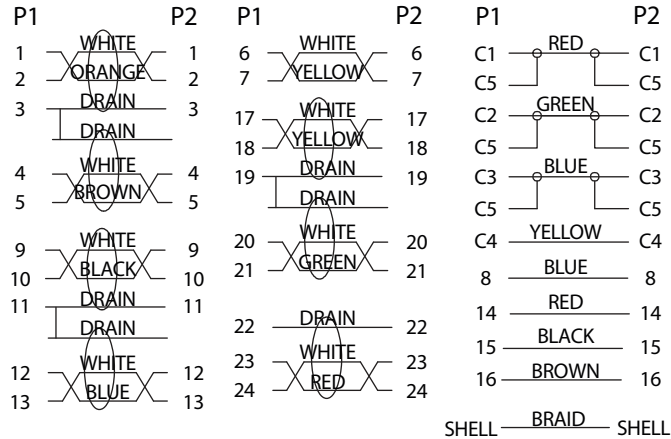 P1 P2
1 WHITE 1
2 ORANGE 2
3 DRAIN 3
DRAIN
4 WHITE 4
5 BROWN 5
9 WHITE 9
10 BLACK 10
11 DRAIN 11
DRAIN
12 WHITE 12
13 BLUE 13
P1 P2
6 WHITE 6
7 YELLOW 7
17 WHITE 17
18 YELLOW 18
19 DRAIN 19
DRAIN
20 WHITE 20
21 GREEN 21
22 DRAIN 22
23 WHITE 23
24 RED 24
P1 P2
C1 RED C1
C5 C5
C2 GREEN C2
C5 C5
C3 BLUE C3
C5 C5
C4 YELLOW C4
8 BLUE 8
14 RED 14
15 BLACK 15
16 BROWN 16
SHELL BRAID SHELL